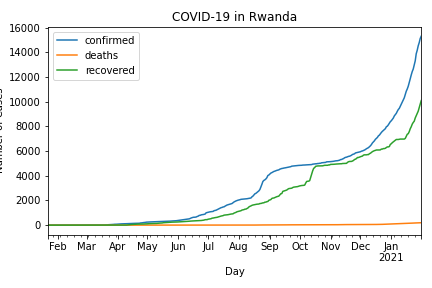 COVID-19 in Rwanda
16000
14000
12000
10000
8000
6000
4000
2000
0
confirmed
deaths
recovered
Feb Mar Apr May Jun Jul Aug Sep Oct Nov Dec Jan
2021
Day